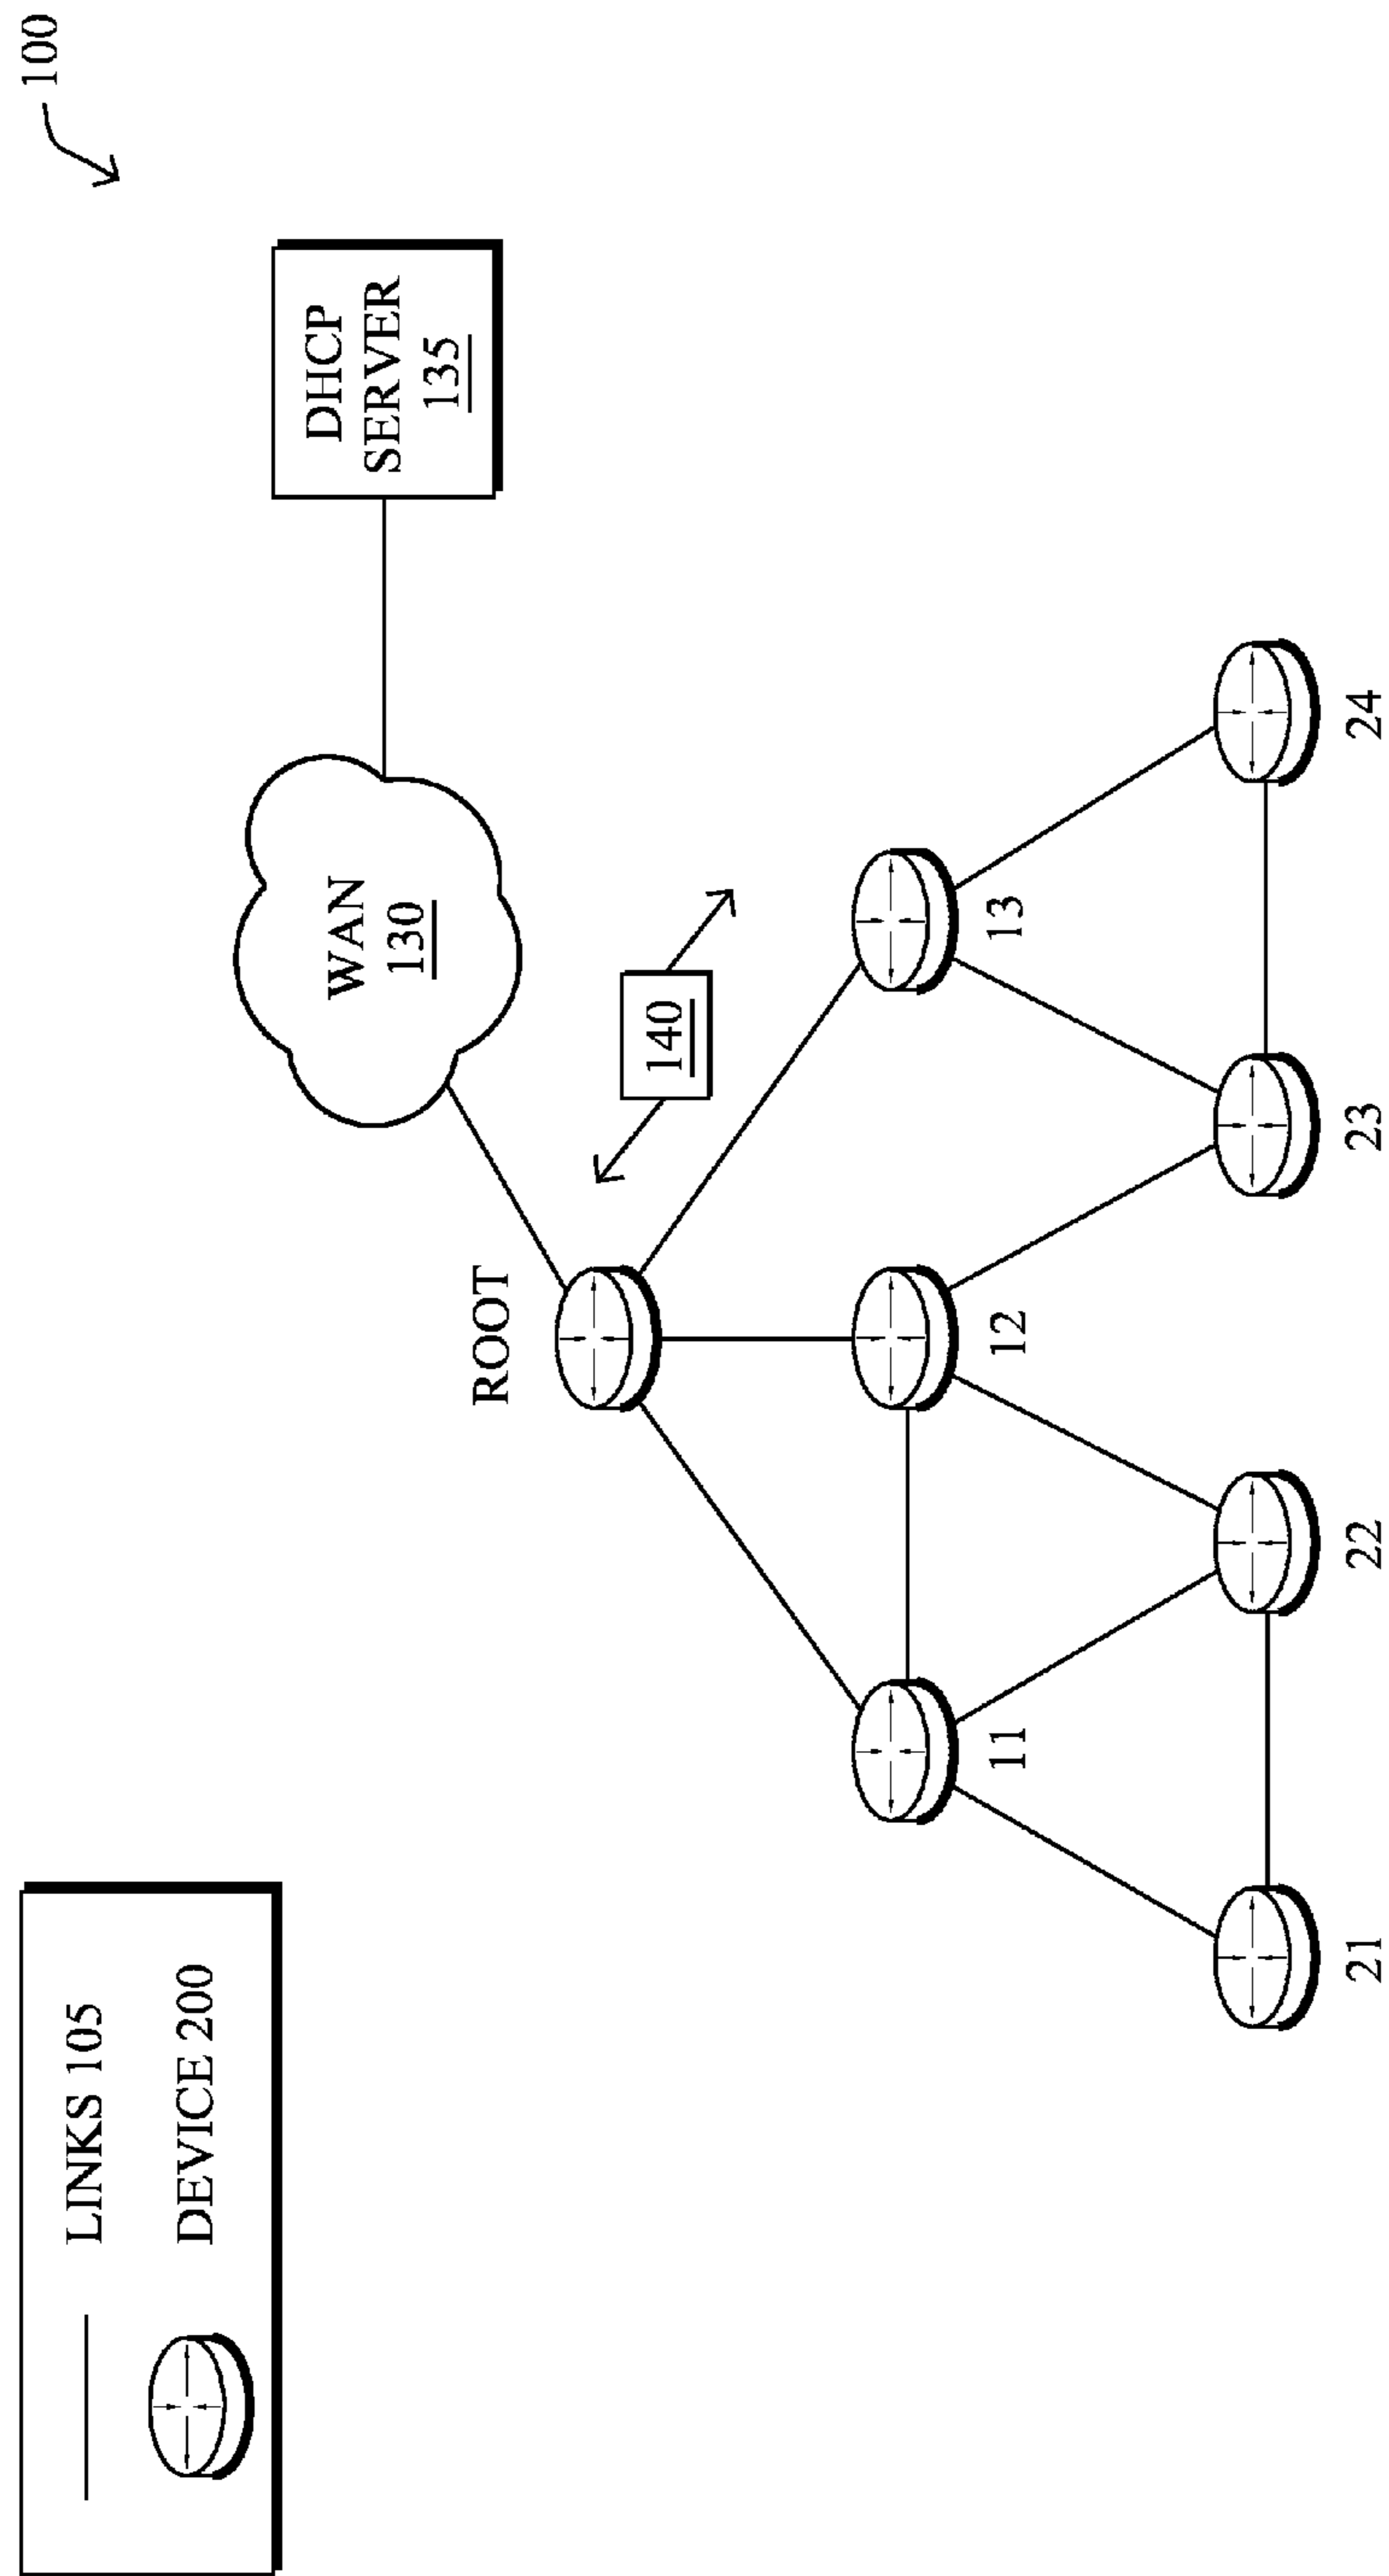 100
LINKS 105
DEVICE 200
DHCP
SERVER
135
WAN
130
ROOT
140
11
12
13
21
22
23
24